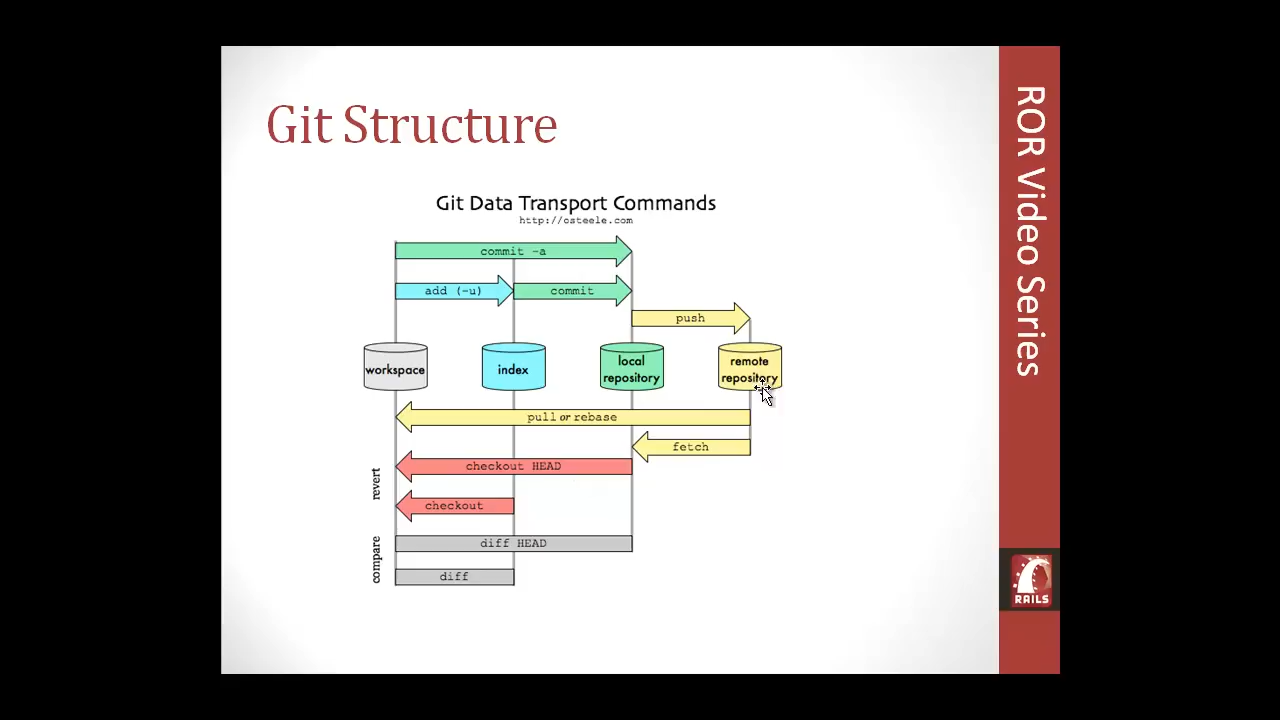 Git Structure
Git Data Transport Commands
http://osteele.com
commit -a
add (-u)
commit
push
workspace
index
local
repository
remote
repository
pull or rebase
fetch
checkout HEAD
revert
checkout
diff HEAD
compare
diff
ROR Video Series
RAILS